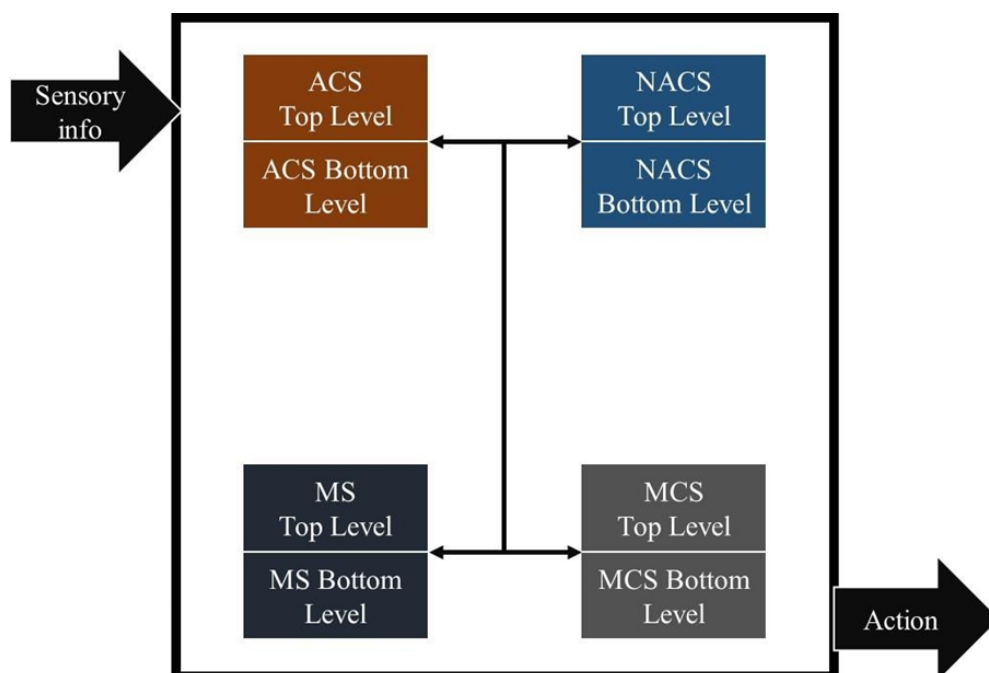 Sensory
info
ACS
Top Level
ACS Bottom
Level
NACS
Top Level
NACS
Bottom Level
MS
Top Level
MS Bottom
Level
MCS
Top Level
MCS Bottom
Level
Action